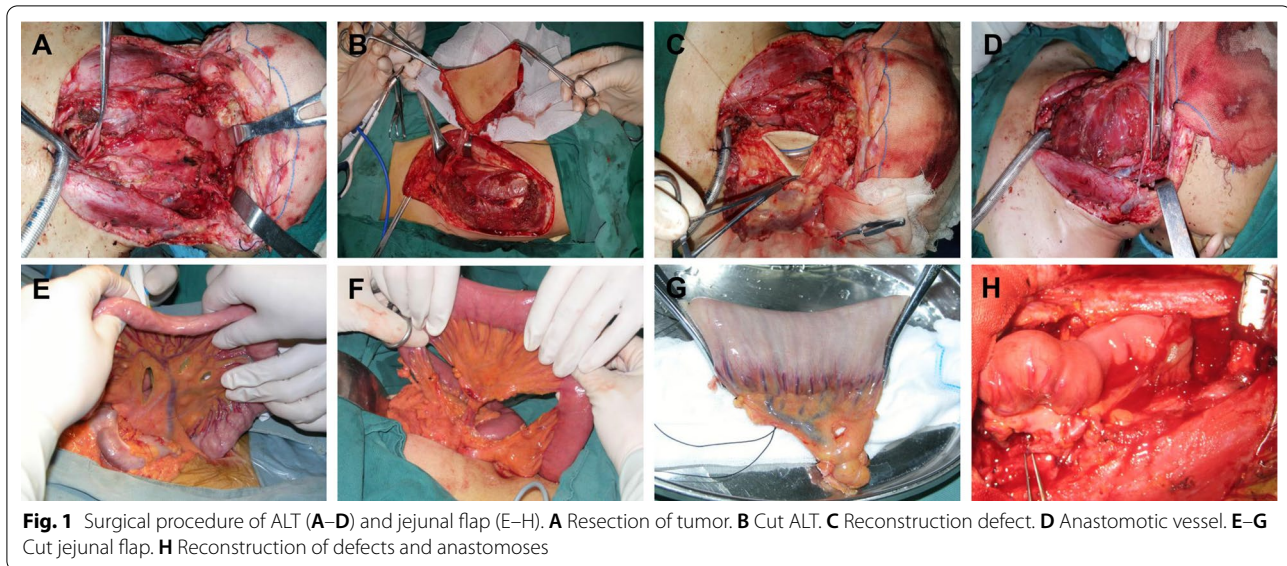 A
B
C
D
E
F
G
H
Fig. 1 Surgical procedure of ALT (A–D) and jejunal flap (E–H). A Resection of tumor. B Cut ALT. C Reconstruction defect. D Anastomotic vessel. E–G
Cut jejunal flap. H Reconstruction of defects and anastomoses